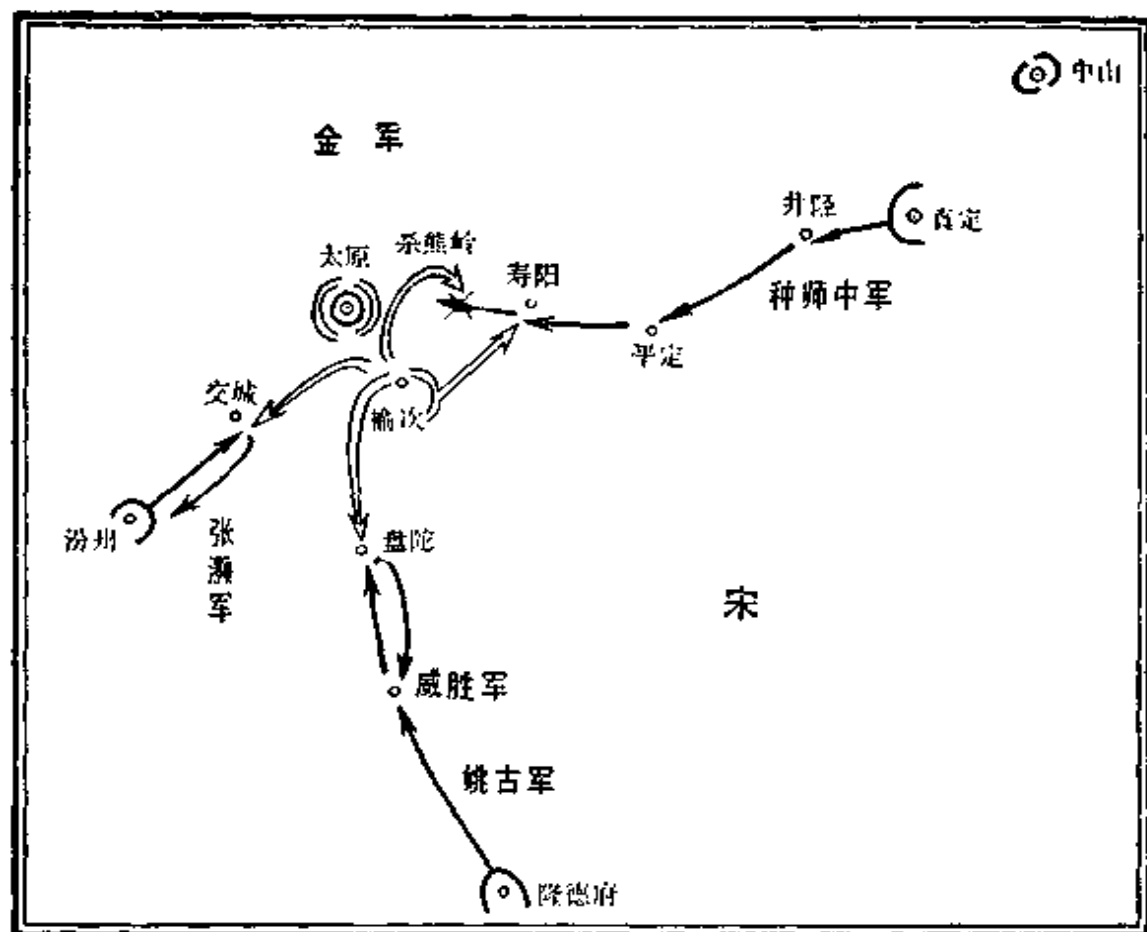 中山
金 军
井陉
真定
杀熊岭
太原
寿阳
种师中军
平定
交城
榆次
汾州
张灏军
盘陀
宋
威胜军
姚古军
隆德府